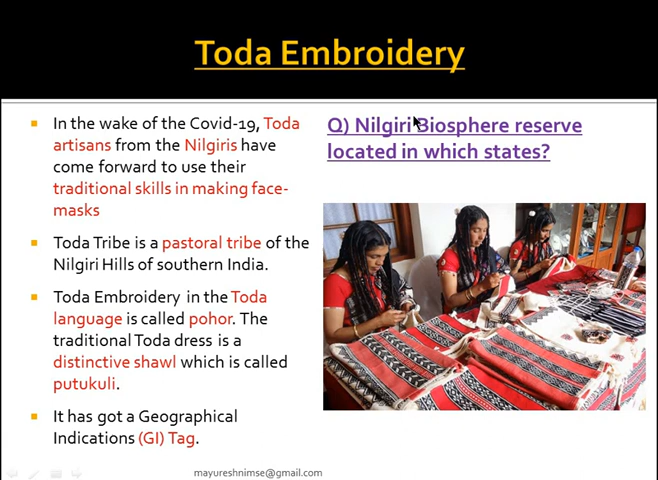 Toda Embroidery
In the wake of the Covid-19, Toda
artisans from the Nilgiris have
come forward to use their
traditional skills in making face-
masks
Toda Tribe is a pastoral tribe of the
Nilgiri Hills of southern India.
Toda Embroidery in the Toda
language is called pohor. The
traditional Toda dress is a
distinctive shawl which is called
putukuli.
It has got a Geographical
Indications (GI) Tag.
Q) Nilgiri Biosphere reserve
located in which states?
mayureshnimse@gmail.com